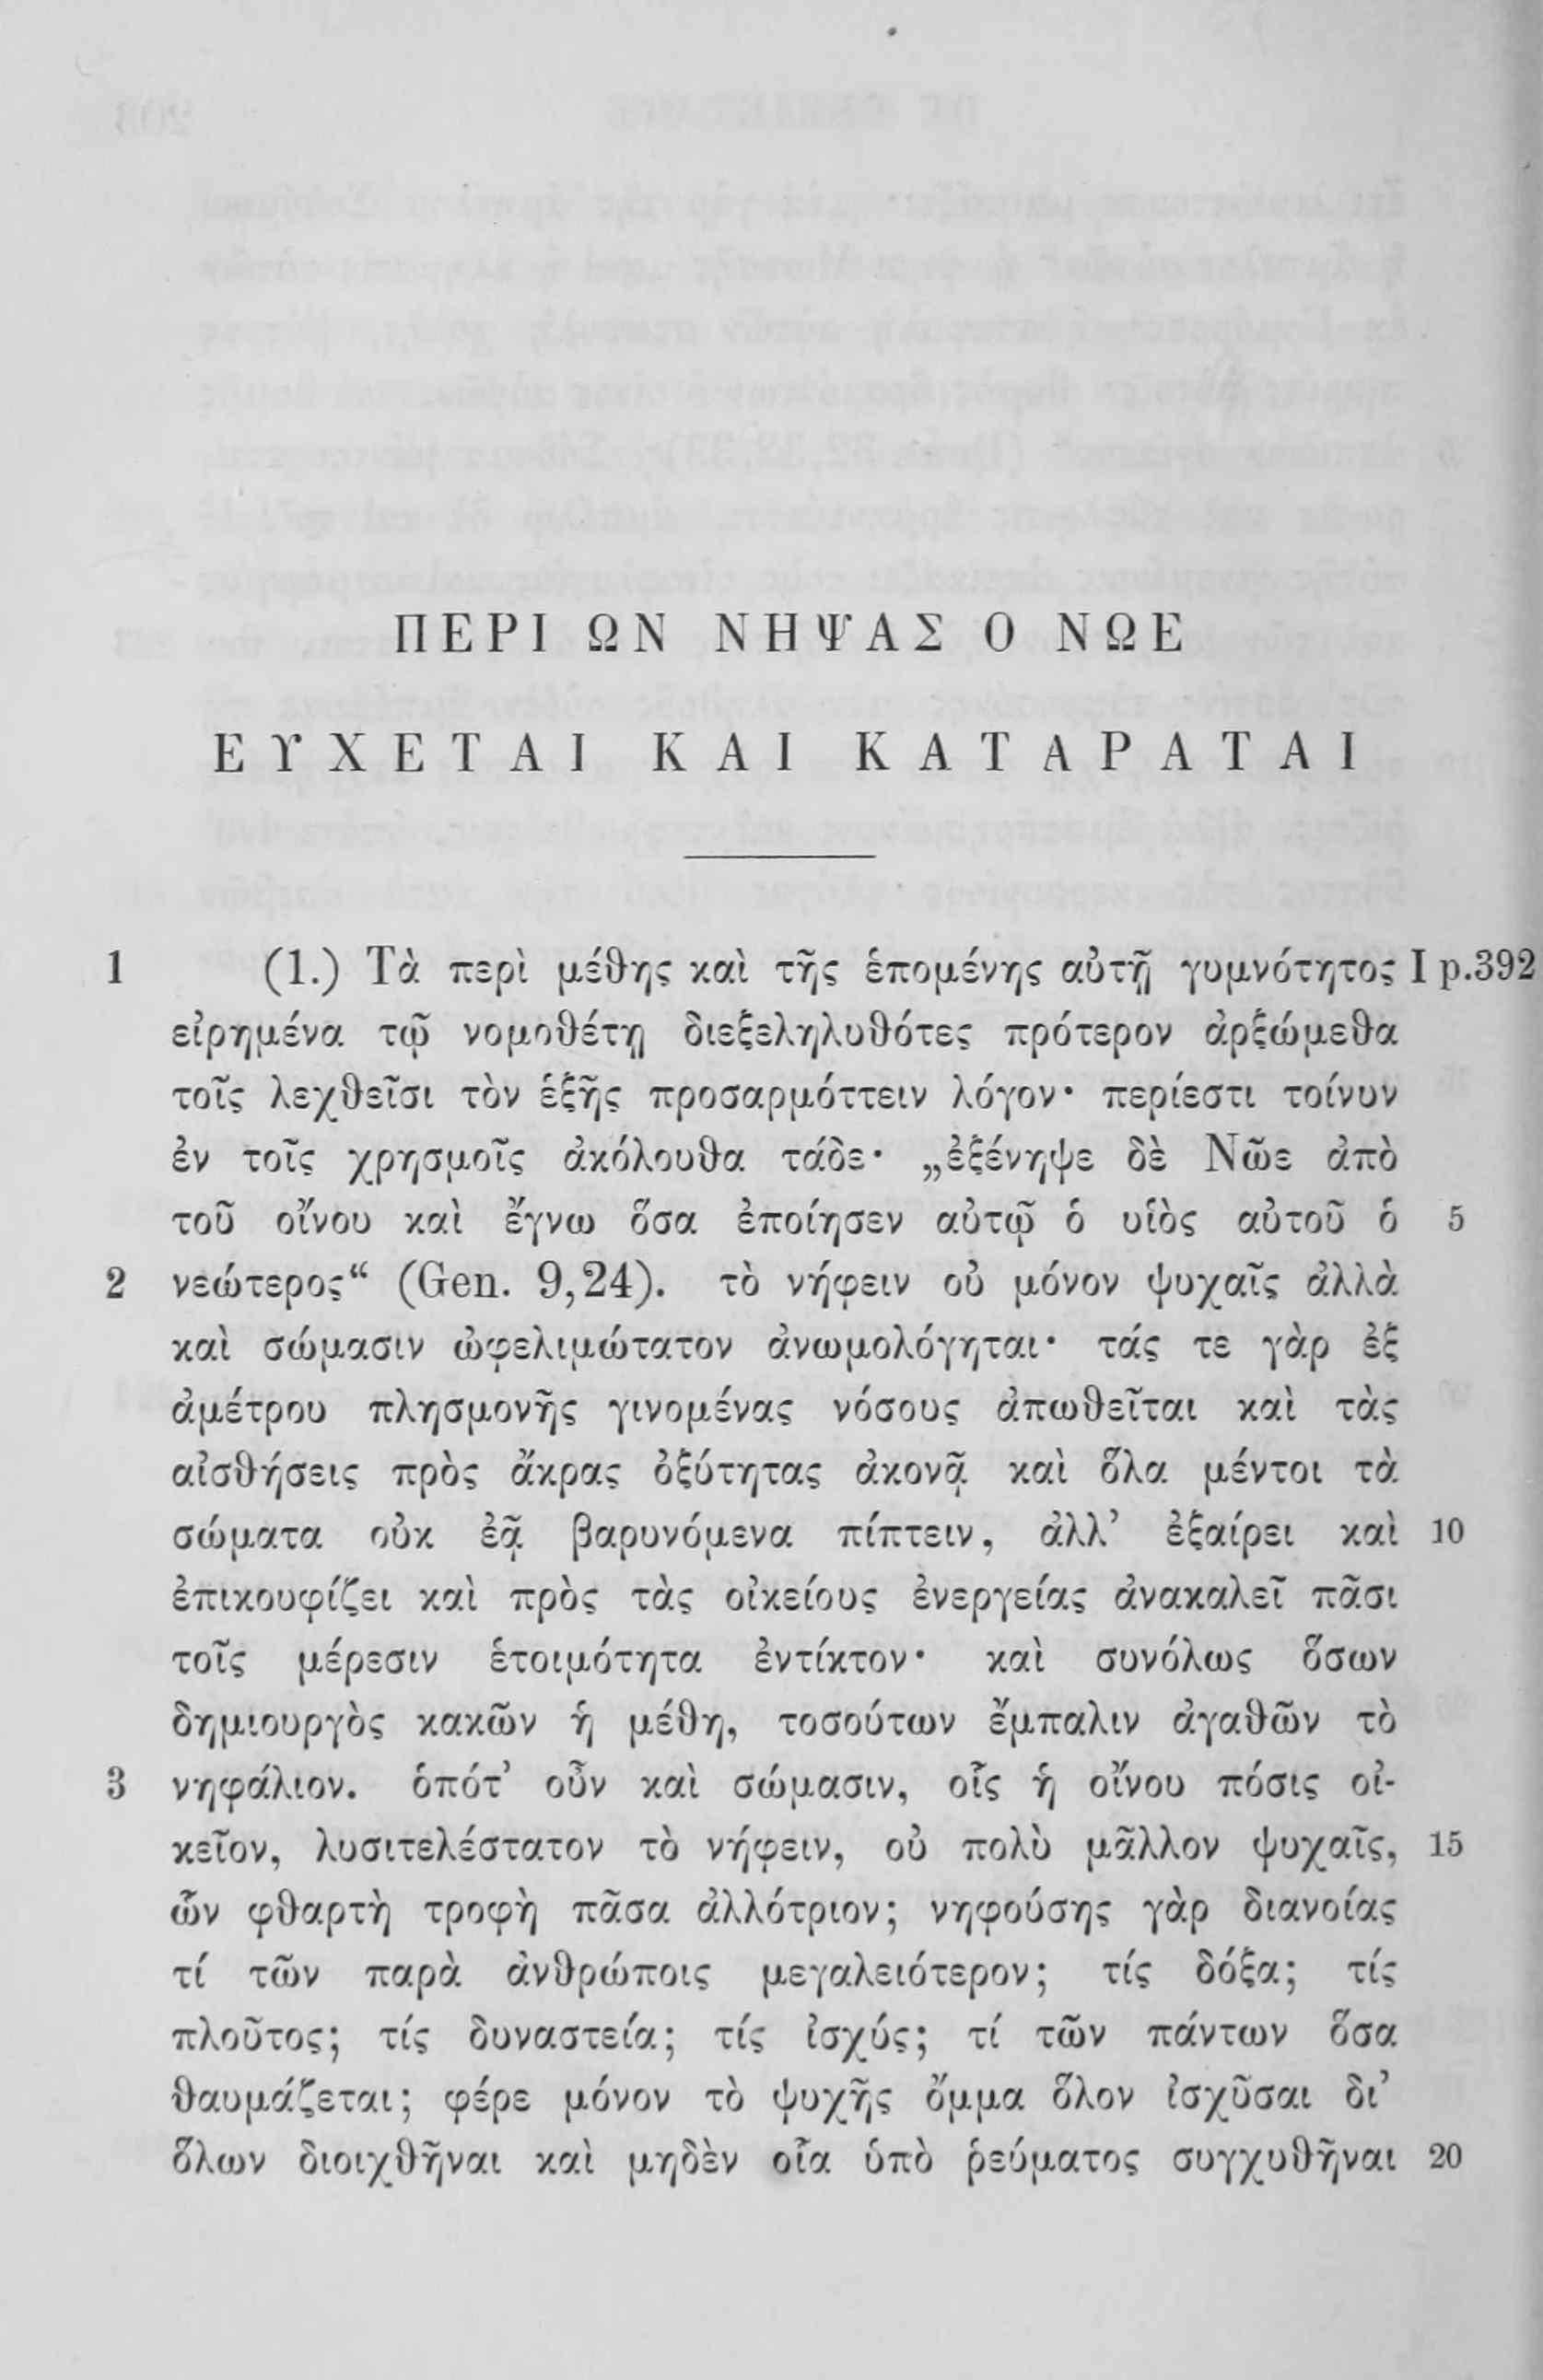 ΠΕΡΙ ΩΝ ΝΗΨΑΣ Ο ΝΩΕ
ΕΥΧΕΤΑΙ ΚΑΙ ΚΑΤΑΡΑΤΑΙ
1 (1.) Τὰ περὶ μέθης καὶ τῆς ἑπομένης αὐτῇ γυμνότητος I p.392
εἰρημένα τῷ νομοθέτῃ διεξεληλυθότες πρότερον ἀρξώμεθα
τοῖς λεχθεῖσι τὸν ἑξῆς προσαρμόττειν λόγον· περίεστι τοίνυν
ἐν τοῖς χρησμοῖς ἀκόλουθα τάδε· „ἐξένηψε δὲ Νῶε ἀπὸ
τοῦ οἴνου καὶ ἔγνω ὅσα ἐποίησεν αὐτῷ ὁ υἱὸς αὐτοῦ ὁ 5
2 νεώτερος“ (Gen. 9,24). τὸ νήφειν οὐ μόνον ψυχαῖς ἀλλὰ
καὶ σώμασιν ὠφελιμώτατον ἀνωμολόγηται· τάς τε γὰρ ἐξ
ἀμέτρου πλησμονῆς γινομένας νόσους ἀπωθεῖται καὶ τὰς
αἰσθήσεις πρὸς ἄκρας ὀξύτητας ἀκονᾷ καὶ ὅλα μέντοι τὰ
σώματα οὐκ ἐᾷ βαρυνόμενα πίπτειν, ἀλλ’ ἐξαίρει καὶ 10
ἐπικουφίζει καὶ πρὸς τὰς οἰκείους ἐνεργείας ἀνακαλεῖ πᾶσι
τοῖς μέρεσιν ἑτοιμότητα ἐντίκτον· καὶ συνόλως ὅσων
δημιουργὸς κακῶν ἡ μέθη, τοσούτων ἔμπαλιν ἀγαθῶν τὸ
3 νηφάλιον. ὁπότ’ οὖν καὶ σώμασιν, οἷς ἡ οἴνου πόσις οἰ-
κεῖον, λυσιτελέστατον τὸ νήφειν, οὐ πολὺ μᾶλλον ψυχαῖς, 15
ὧν φθαρτὴ τροφὴ πᾶσα ἀλλότριον; νηφούσης γὰρ διανοίας
τί τῶν παρὰ ἀνθρώποις μεγαλειότερον; τίς δόξα; τίς
πλοῦτος; τίς δυναστεία; τίς ἰσχύς; τί τῶν πάντων ὅσα
θαυμάζεται; φέρε μόνον τὸ ψυχῆς ὄμμα ὅλον ἰσχῦσαι δι’
ὅλων διοιχθῆναι καὶ μηδὲν οἷα ὑπὸ ῥεύματος συγχυθῆναι 20